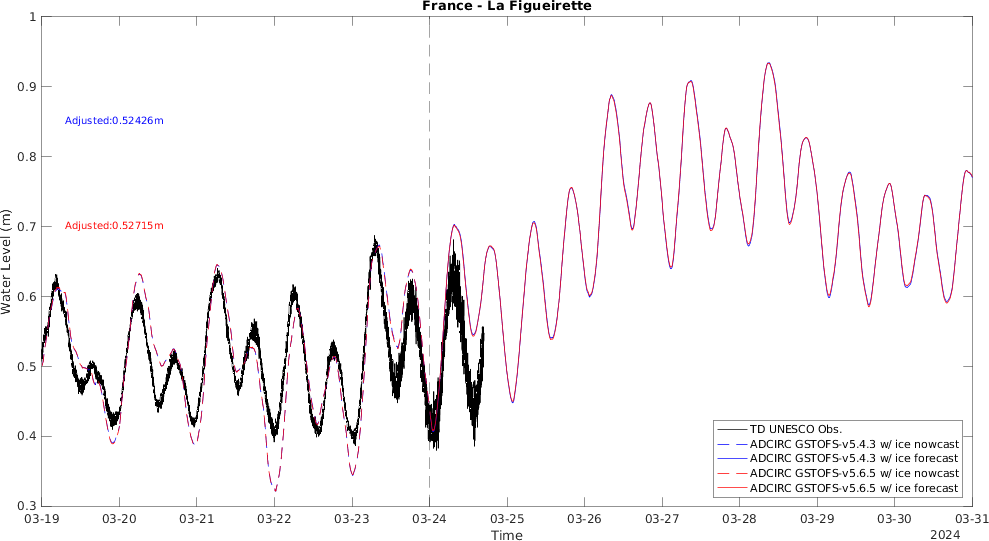 France - La Figueirette
1
0.9
0.8
0.7
0.6
0.5
0.4
0.3
Water Level (m)
Adjusted:0.52426m
Adjusted:0.52715m
TD UNESCO Obs.
ADCIRC GSTOFS-v5.4.3 w/ ice nowcast
ADCIRC GSTOFS-v5.4.3 w/ ice forecast
ADCIRC GSTOFS-v5.6.5 w/ ice nowcast
ADCIRC GSTOFS-v5.6.5 w/ ice forecast
03-19 03-20 03-21 03-22 03-23 03-24 03-25 03-26 03-27 03-28 03-29 03-30 03-31
Time
2024